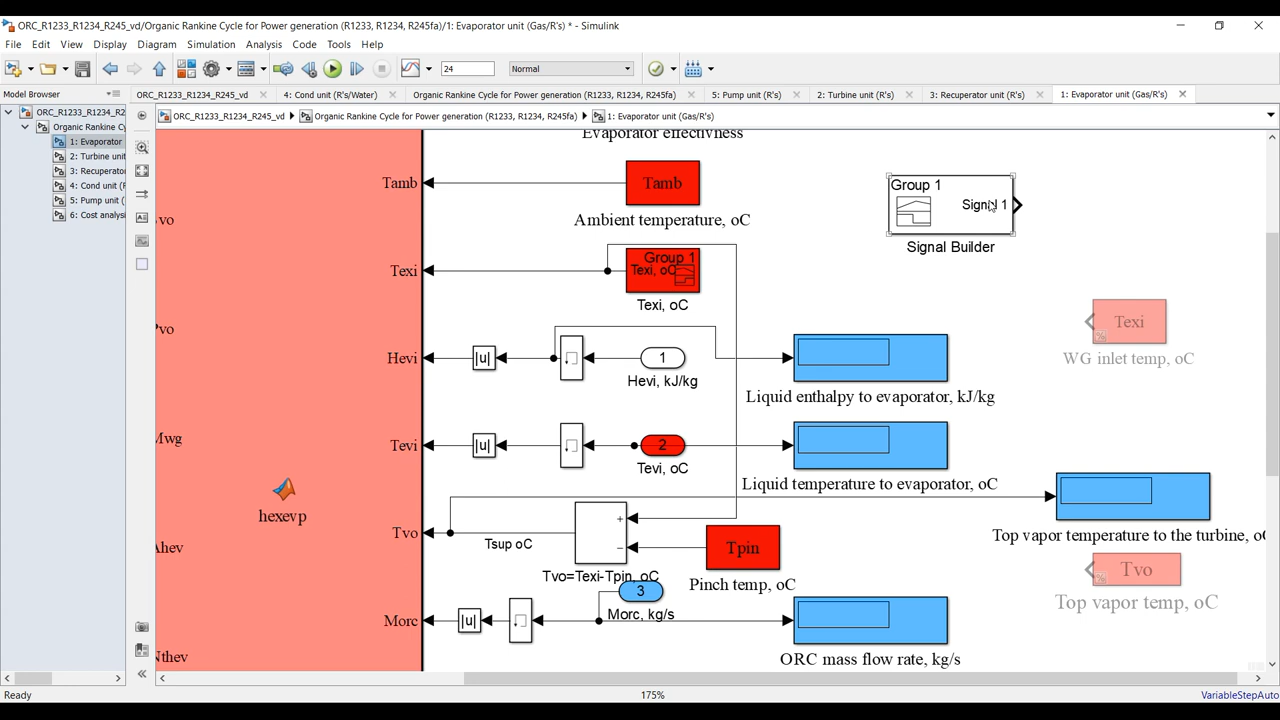 ORC_R1233_R1234_R245_vd/Organic Rankine Cycle for Power generation (R1233, R1234, R245fa)/1: Evaporator unit (Gas/R's) * - Simulink
File Edit View Display Diagram Simulation Analysis Code Tools Help
24 Normal
Model Browser
ORC_R1233_R1234_R245_vd 4: Cond unit (R's/Water) Organic Rankine Cycle for Power generation (R1233, R1234, R245fa) 5: Pump unit (R's) 2: Turbine unit (R's) 3: Recuperator unit (R's) 1: Evaporator unit (Gas/R's)
ORC_R1233_R1234_R2
Organic Rankine Cy
1: Evaporator
2: Turbine unit
3: Recuperato
4: Cond unit (F
5: Pump unit (
6: Cost analysi
ORC_R1233_R1234_R245_vd Organic Rankine Cycle for Power generation (R1233, R1234, R245fa) 1: Evaporator unit (Gas/R's)
Evaporator effectivness
Tamb
Tamb
Ambient temperature, oC
Group 1
Signal 1
Signal Builder
vo
Texi
Group 1
Texi, oC
Texi, oC
Texi
WG inlet temp, oC
Pvo
Hevi
|u|
1
Hevi, kJ/kg
Liquid enthalpy to evaporator, kJ/kg
Mwg
Tevi
|u|
2
Tevi, oC
Liquid temperature to evaporator, oC
hexevp
Tvo
Tsup oC
+
−
Tvo=Texi-Tpin, oC
Tpin
Pinch temp, oC
Top vapor temperature to the turbine, oC
Tvo
Top vapor temp, oC
Ahev
3
Morc, kg/s
Morc
|u|
ORC mass flow rate, kg/s
Nthev
Ready 175% VariableStepAuto